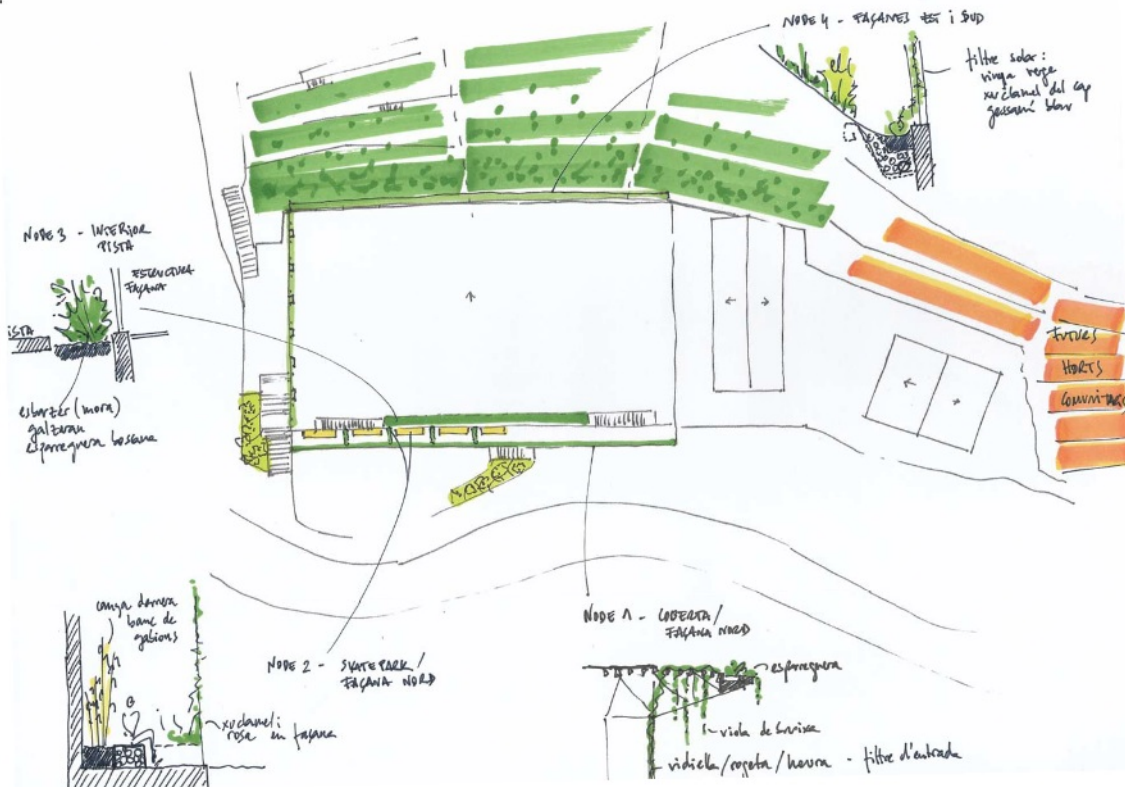 NODE 4 - FAÇANES EST i SUD
filtre solar:
vinya verge
xuclamel del cap
gessamí blau
NODE 3 - INTERIOR
PISTA
ESTRUCTURA
FAÇANA
ISTA
esbarzer (mora)
galzeran
esparreguera boscana
FUTURS
HORTS
canya darrera
banc de
gabions
xuclamel i
rosa en façana
NODE 2 - SKATEPARK /
FAÇANA NORD
NODE 1 - COBERTA /
FAÇANA NORD
esparreguera
viola de bruixa
vidiella/rogeta/heura - filtre d'entrada